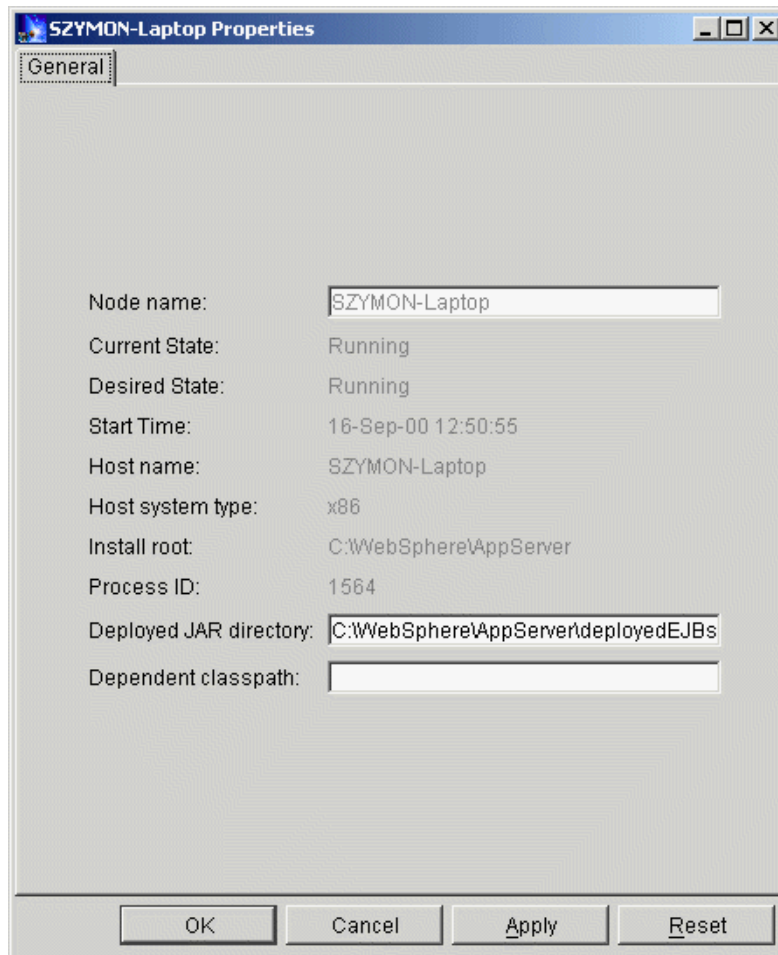 SZYMON-Laptop Properties
General
Node name: SZYMON-Laptop
Current State: Running
Desired State: Running
Start Time: 16-Sep-00 12:50:55
Host name: SZYMON-Laptop
Host system type: x86
Install root: C:\WebSphere\AppServer
Process ID: 1564
Deployed JAR directory: C:\WebSphere\AppServer\deployedEJBs
Dependent classpath:
OK Cancel Apply Reset